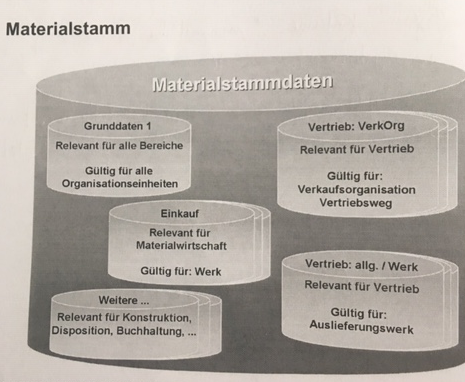 Materialstamm
Materialstammdaten
Grunddaten 1
Relevant für alle Bereiche
Gültig für alle
Organisationseinheiten
Vertrieb: VerkOrg
Relevant für Vertrieb
Gültig für:
Verkaufsorganisation
Vertriebsweg
Einkauf
Relevant für
Materialwirtschaft
Gültig für: Werk
Vertrieb: allg. / Werk
Relevant für Vertrieb
Gültig für:
Auslieferungswerk
Weitere ...
Relevant für Konstruktion,
Disposition, Buchhaltung, ...